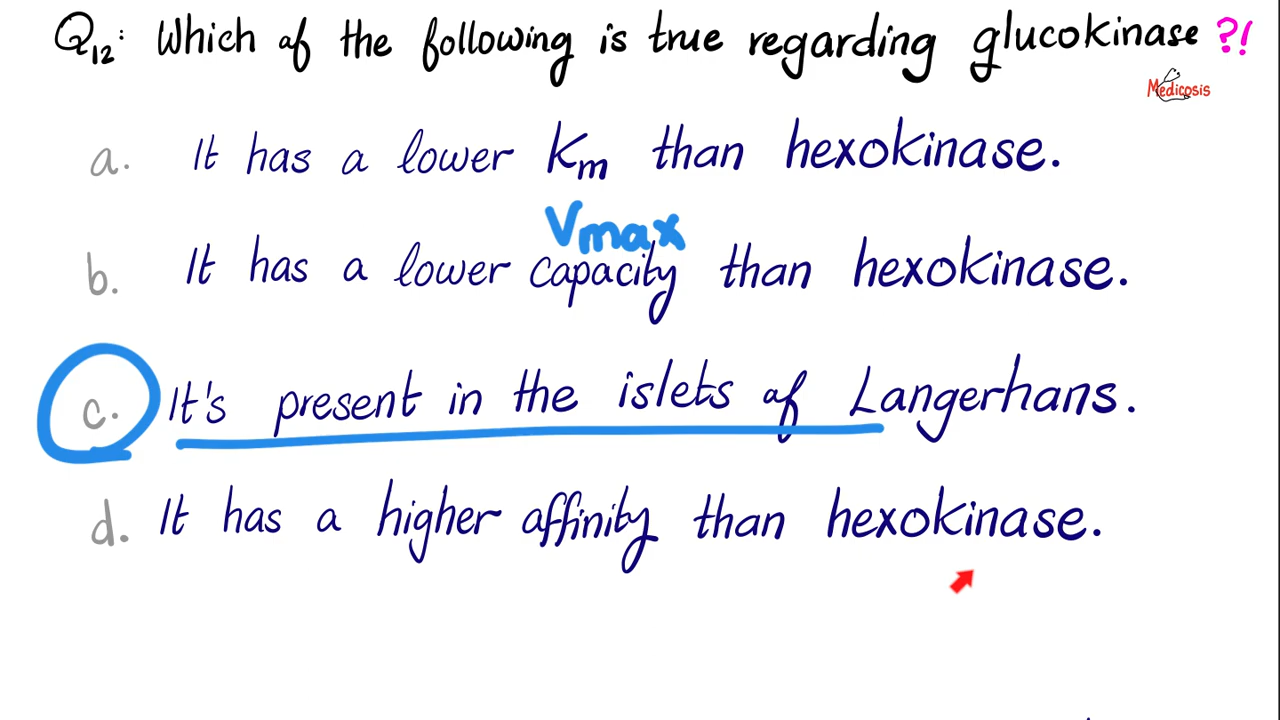 Q12: Which of the following is true regarding glucokinase ?!
Medicosis
a. It has a lower Km than hexokinase.
Vmax
b. It has a lower capacity than hexokinase.
c. It's present in the islets of Langerhans.
d. It has a higher affinity than hexokinase.